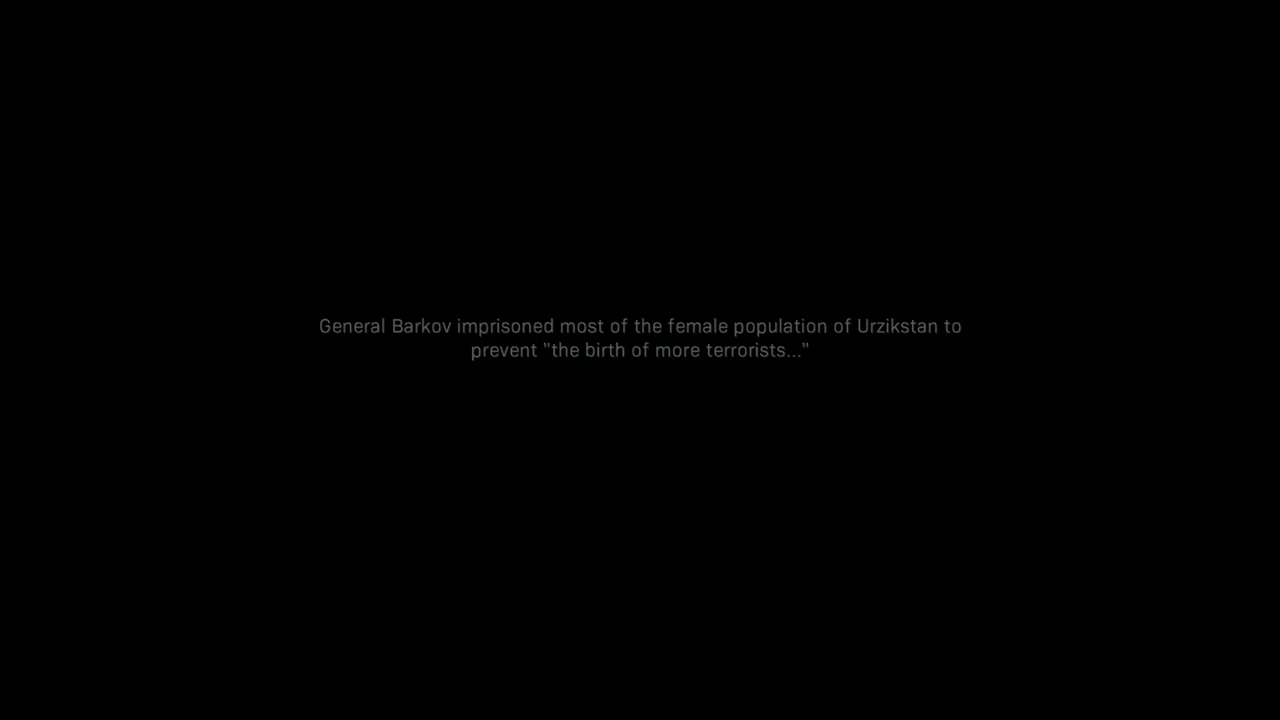 General Barkov imprisoned most of the female population of Urzikstan to
prevent "the birth of more terrorists..."